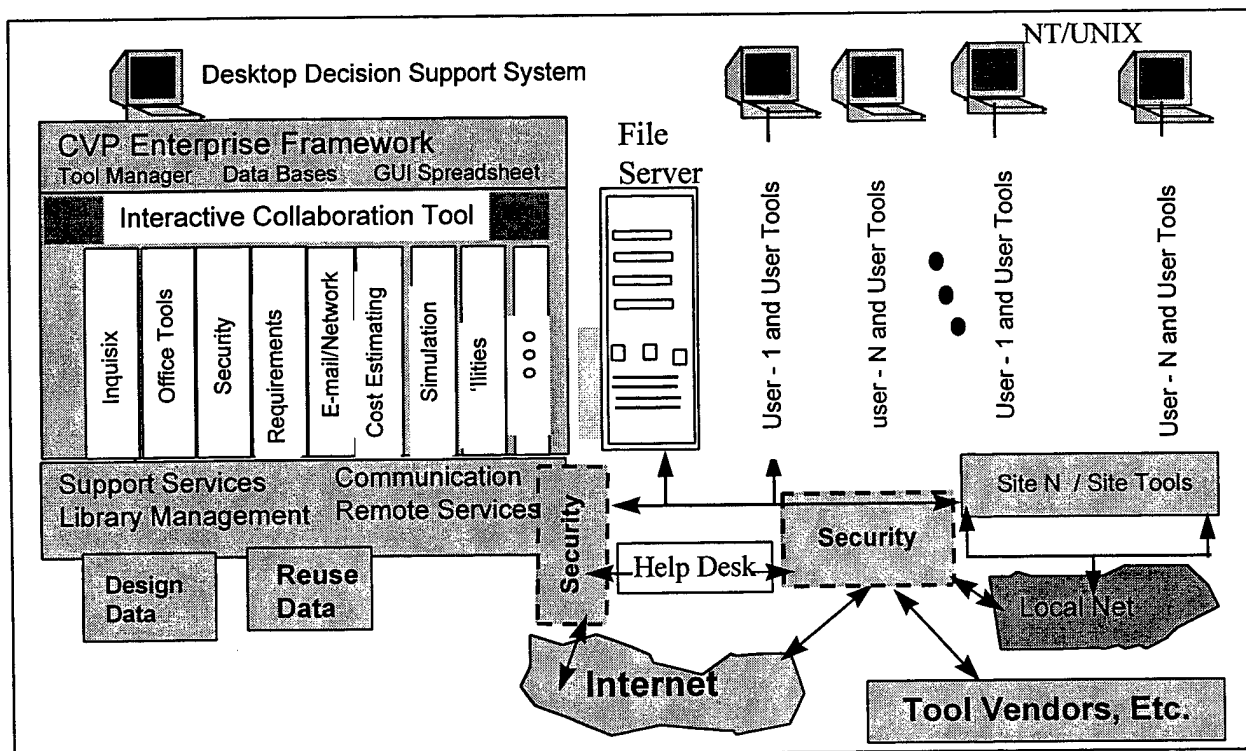 NT/UNIX
Desktop Decision Support System
CVP Enterprise Framework
Tool Manager Data Bases GUI Spreadsheet
Interactive Collaboration Tool
Inquisix
Office Tools
Security
Requirements
E-mail/Network
Cost Estimating
Simulation
'Ilities
o o o
File
Server
User - 1 and User Tools
user - N and User Tools
User - 1 and User Tools
User - N and User Tools
Support Services
Library Management
Communication
Remote Services
Security
Design
Data
Reuse
Data
Help Desk
Security
Site N / Site Tools
Local Net
Internet
Tool Vendors, Etc.